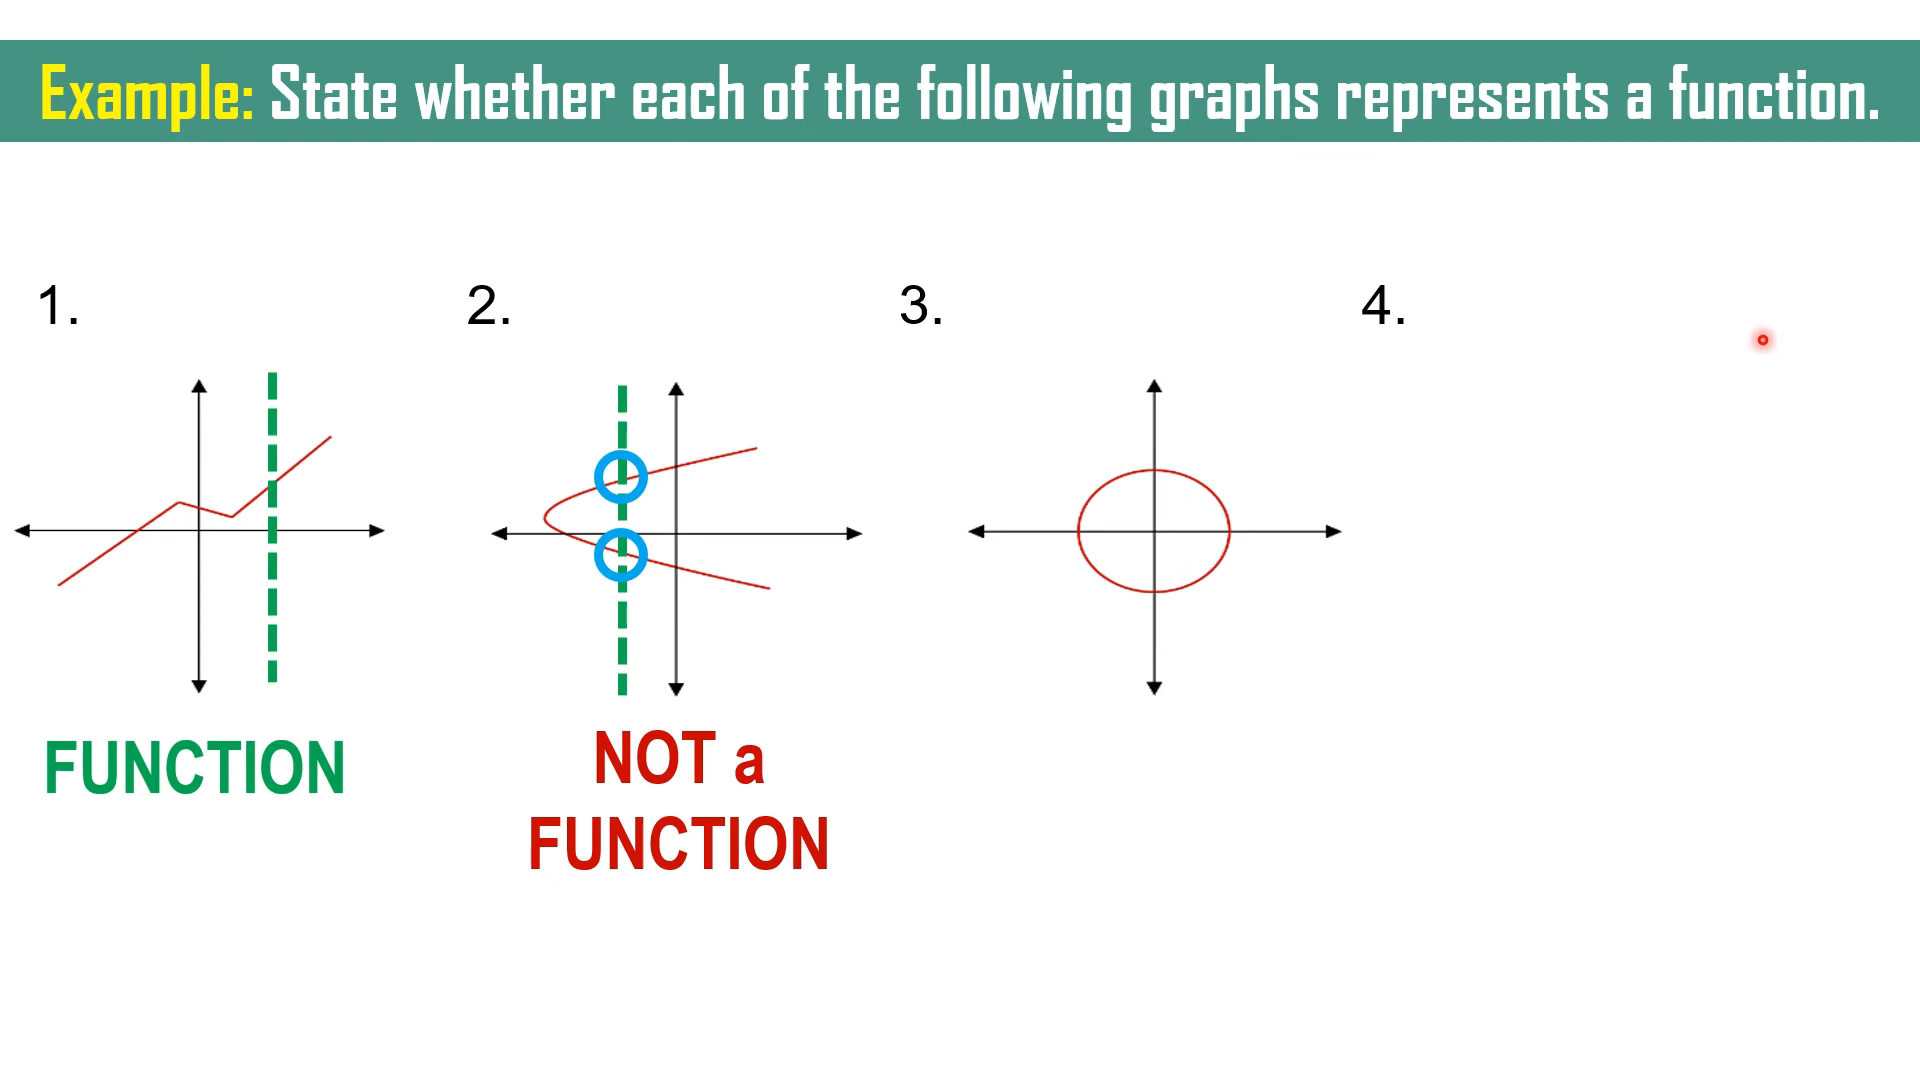 Example: State whether each of the following graphs represents a function.
1.
2.
3.
4.
FUNCTION
NOT a
FUNCTION